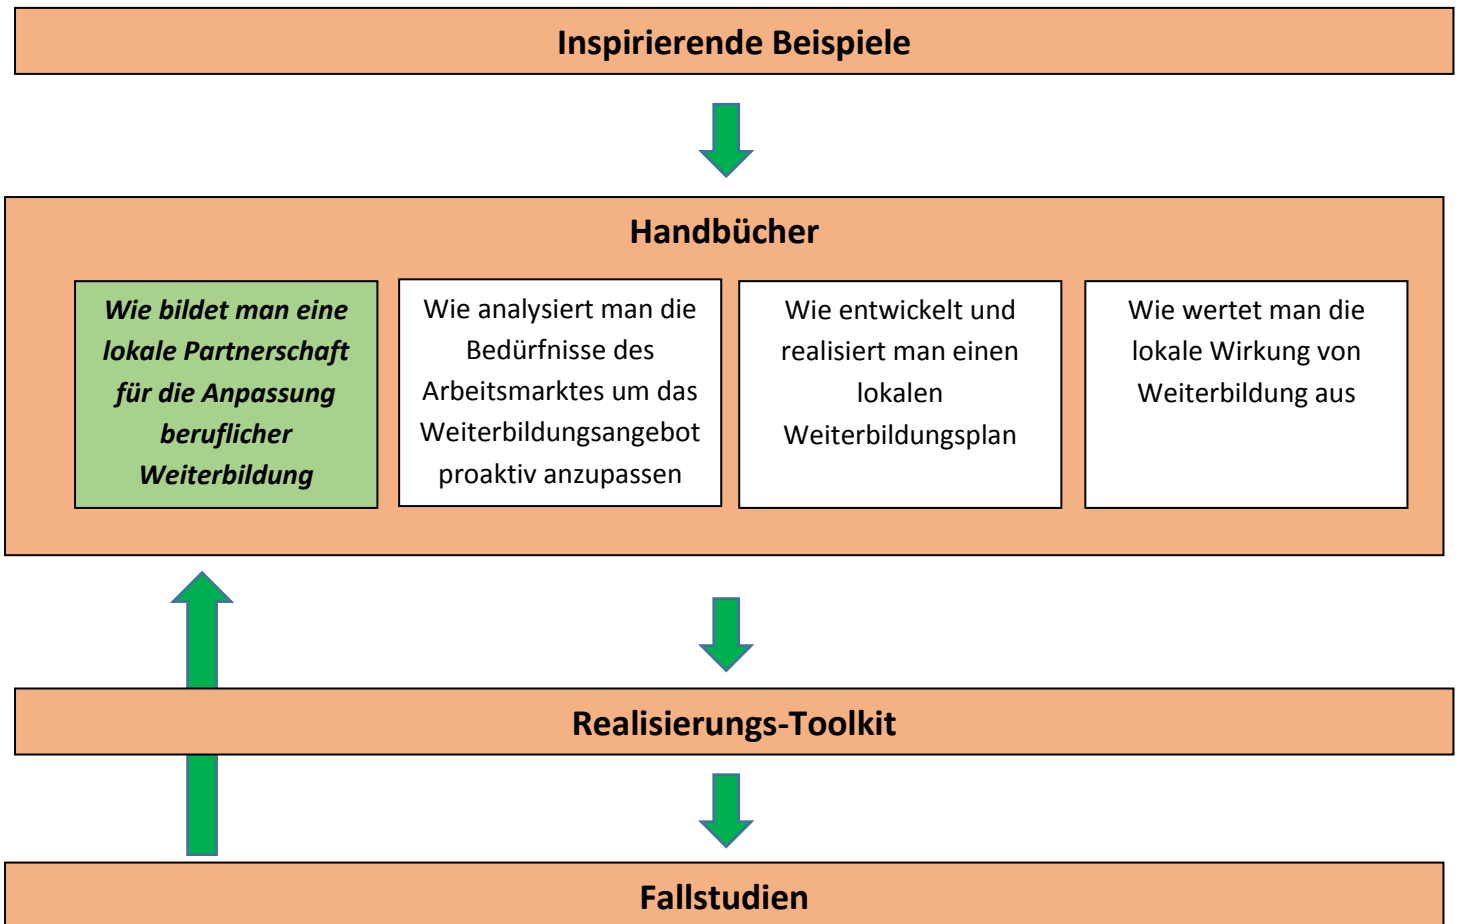 Inspirierende Beispiele
Handbücher
Wie bildet man eine
lokale Partnerschaft
für die Anpassung
beruflicher
Weiterbildung
Wie analysiert man die
Bedürfnisse des
Arbeitsmarktes um das
Weiterbildungsangebot
proaktiv anzupassen
Wie entwickelt und
realisiert man einen
lokalen
Weiterbildungsplan
Wie wertet man die
lokale Wirkung von
Weiterbildung aus
Realisierungs-Toolkit
Fallstudien